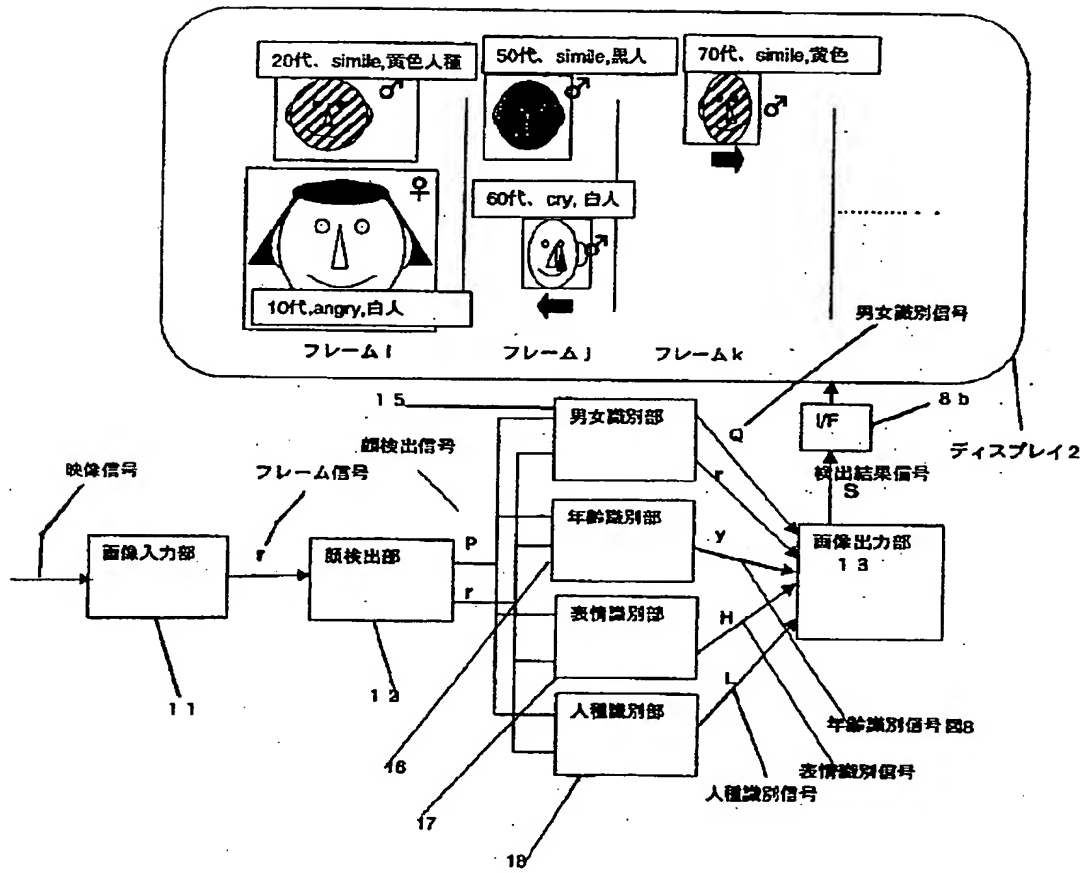 20代、simile,黄色人種
50代、simile,黒人
70代、simile,黄色
♂
♂
♂
♀
60代、cry, 白人
♂
10代,angry,白人
フレームi
フレームj
フレームk
男女識別信号
15
男女識別部
Q
I/F
8b
ディスプレイ2
顔検出信号
検出結果信号
S
映像信号
フレーム信号
r
年齢識別部
y
画像出力部
13
画像入力部
r
顔検出部
P
r
表情識別部
H
11
12
L
人種識別部
年齢識別信号図8
16
表情識別信号
人種識別信号
17
18